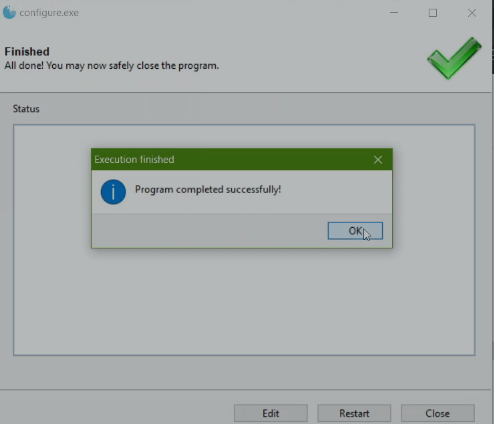 configure.exe
Finished
All done! You may now safely close the program.
Status
Execution finished
Program completed successfully!
OK
Edit
Restart
Close